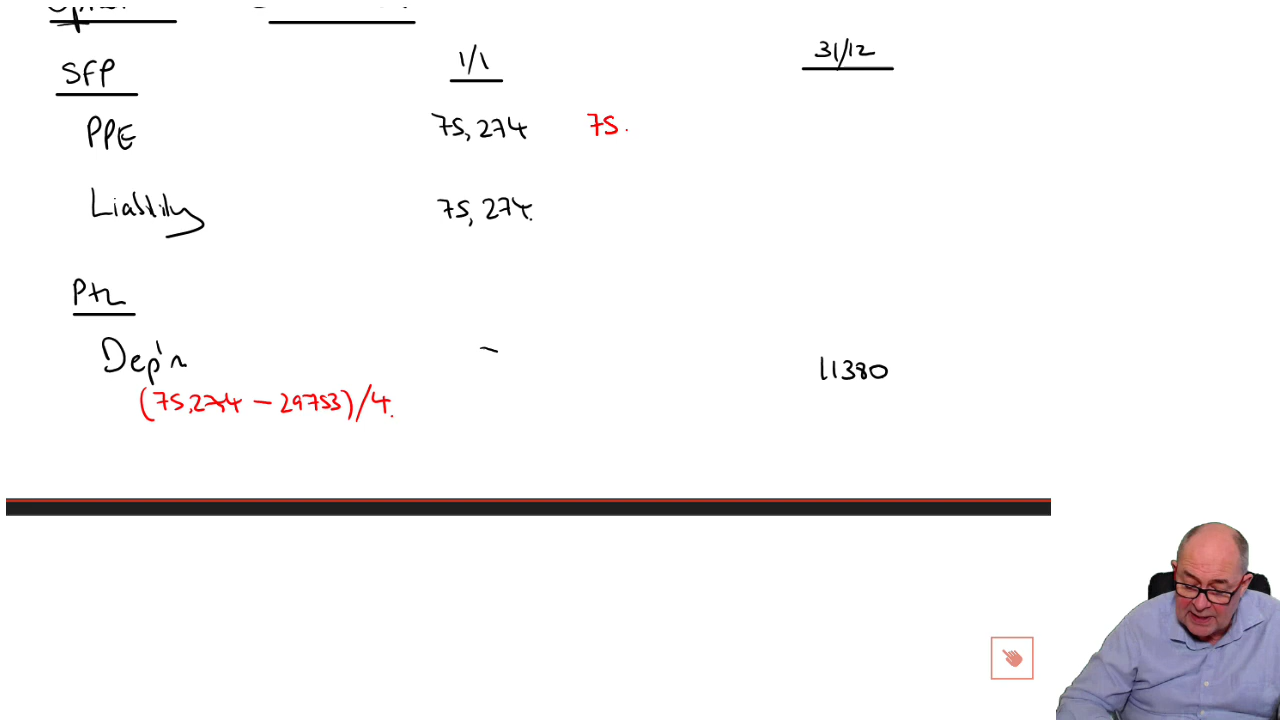 SFP 1/1 31/12
PPE 75,274 75.
Liability 75,274.
P+L
Dep'n - 11380
(75,274 - 29753)/4.